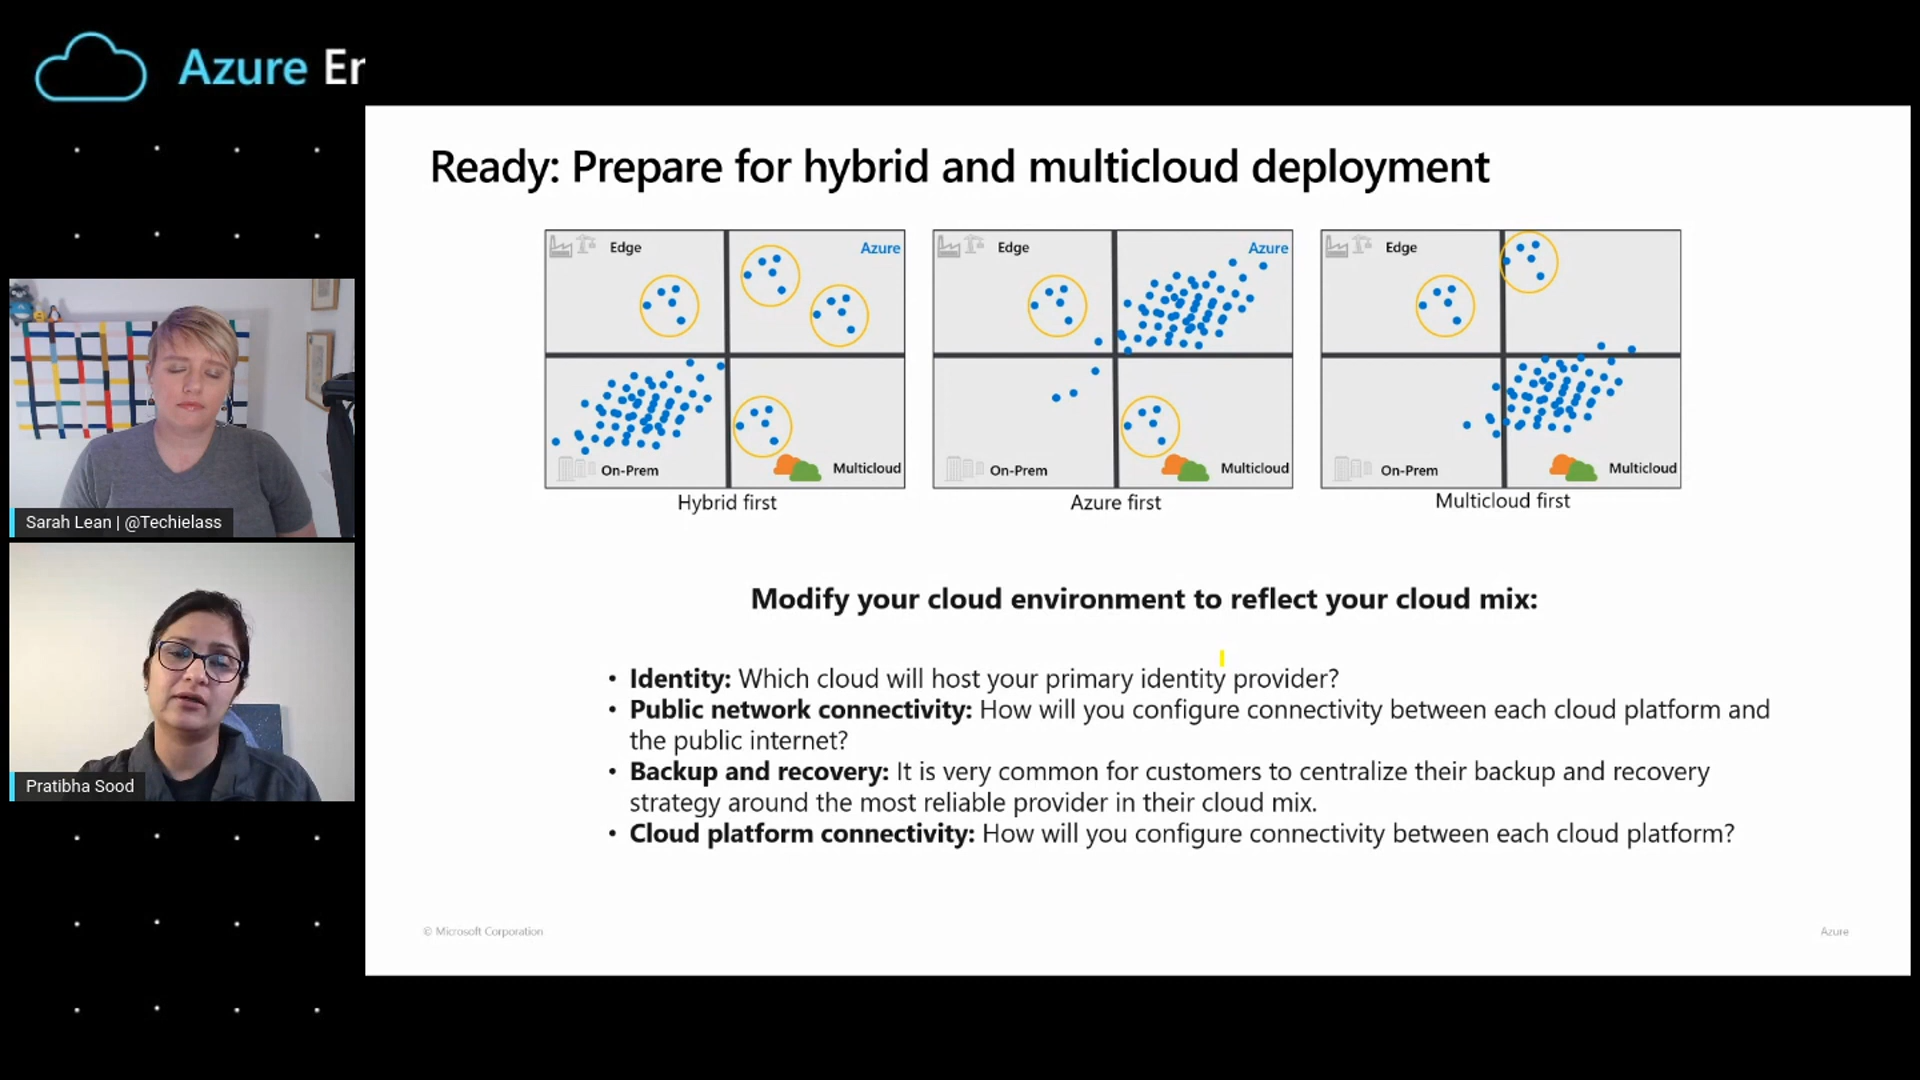 Azure Er
Ready: Prepare for hybrid and multicloud deployment
Edge
Azure
On-Prem
Multicloud
Hybrid first
Edge
Azure
On-Prem
Multicloud
Azure first
Edge
On-Prem
Multicloud
Multicloud first
Modify your cloud environment to reflect your cloud mix:
• Identity: Which cloud will host your primary identity provider?
• Public network connectivity: How will you configure connectivity between each cloud platform and
the public internet?
• Backup and recovery: It is very common for customers to centralize their backup and recovery
strategy around the most reliable provider in their cloud mix.
• Cloud platform connectivity: How will you configure connectivity between each cloud platform?
© Microsoft Corporation
Azure
Sarah Lean | @Techielass
Pratibha Sood